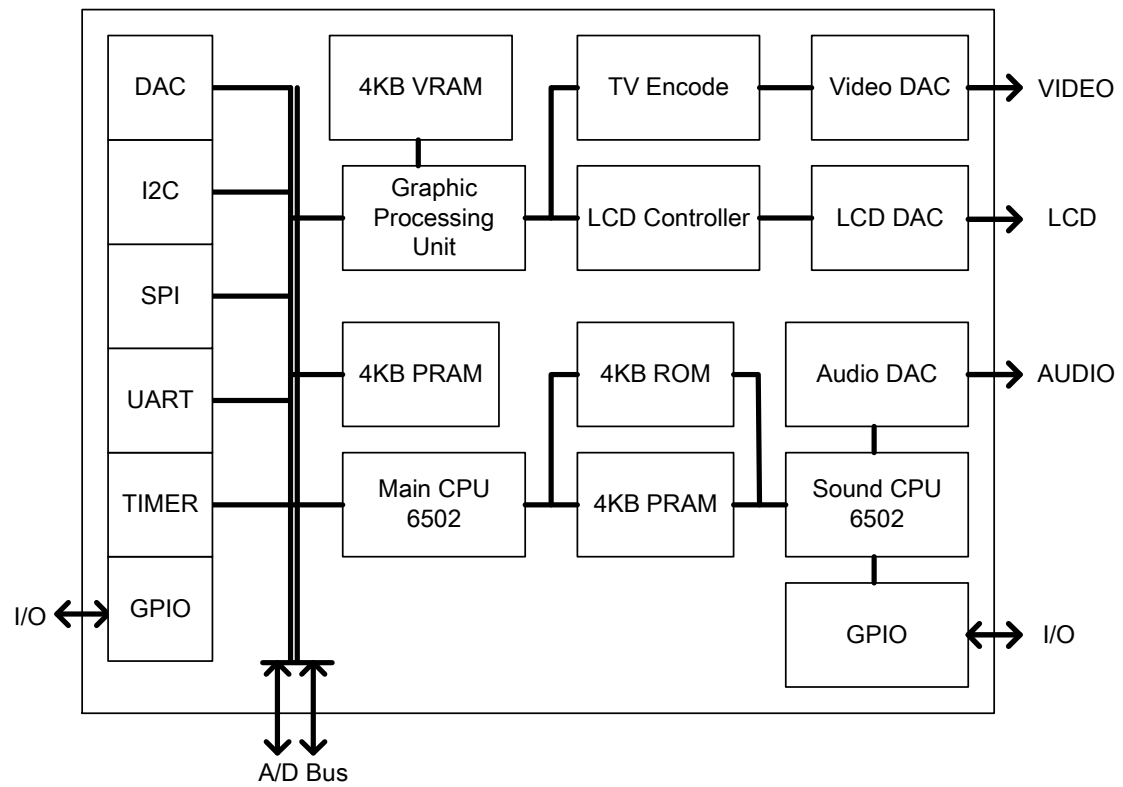 DAC
I2C
SPI
UART
TIMER
GPIO
I/O
4KB VRAM
Graphic
Processing
Unit
TV Encode
Video DAC
VIDEO
LCD Controller
LCD DAC
LCD
4KB PRAM
4KB ROM
Audio DAC
AUDIO
Main CPU
6502
4KB PRAM
Sound CPU
6502
GPIO
I/O
A/D Bus